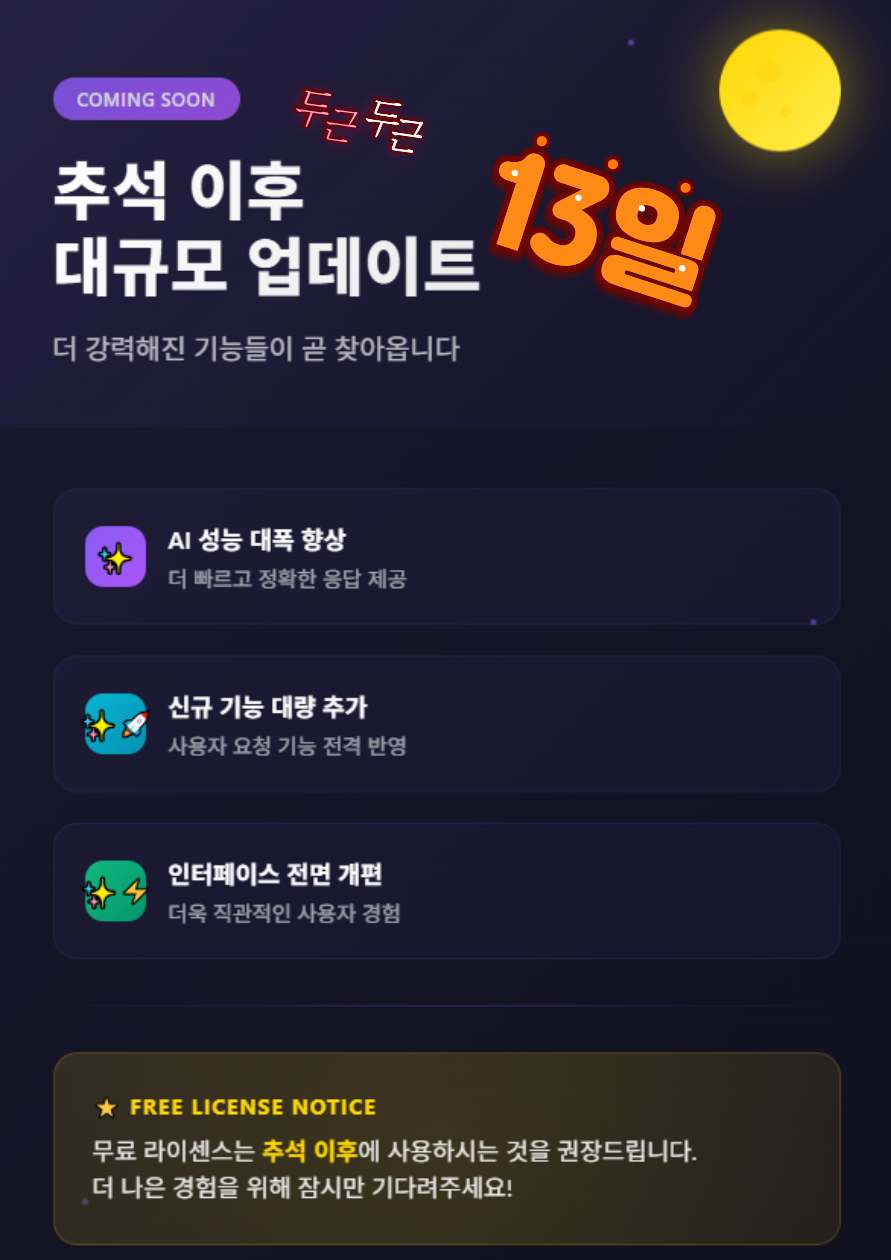 COMING SOON
두근두근
추석 이후
대규모 업데이트
13일
더 강력해진 기능들이 곧 찾아옵니다
AI 성능 대폭 향상
더 빠르고 정확한 응답 제공
신규 기능 대량 추가
사용자 요청 기능 전격 반영
인터페이스 전면 개편
더욱 직관적인 사용자 경험
FREE LICENSE NOTICE
무료 라이센스는 추석 이후에 사용하시는 것을 권장드립니다.
더 나은 경험을 위해 잠시만 기다려주세요!